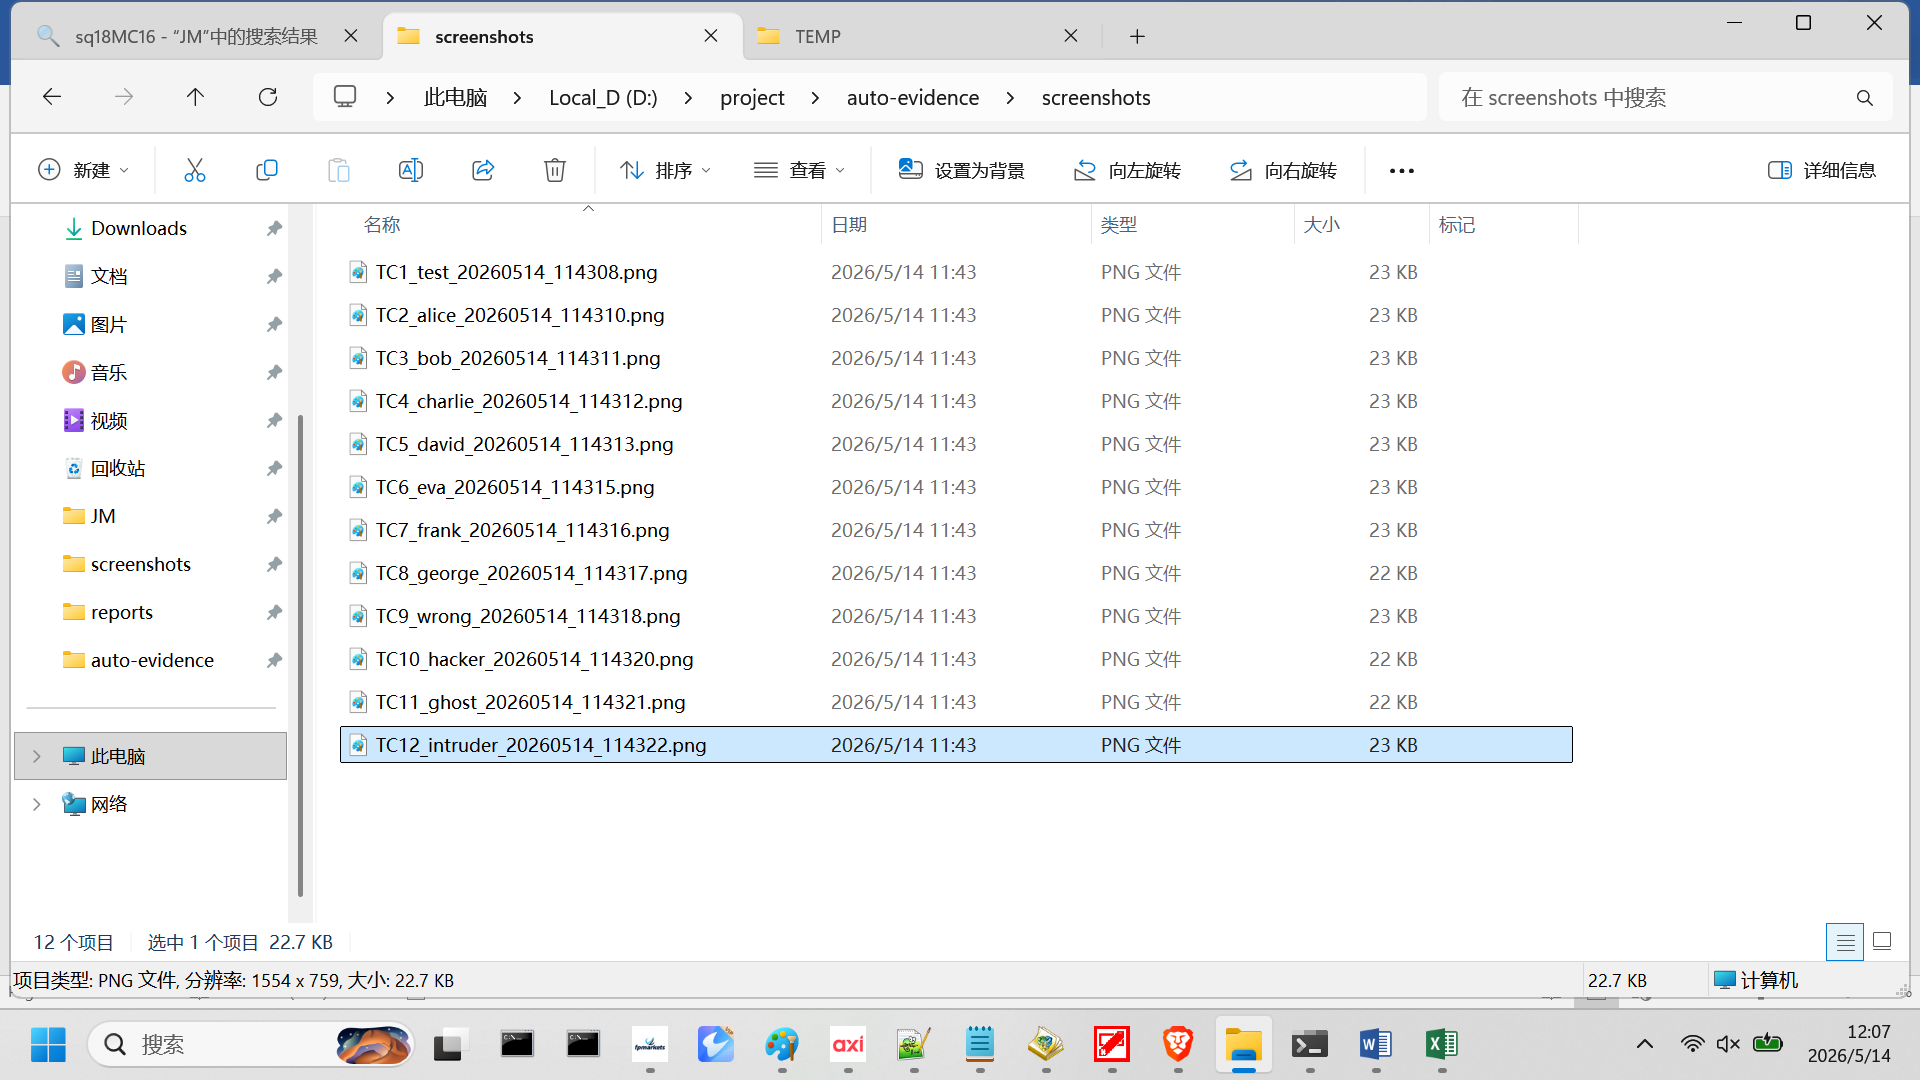 sq18MC16 - "JM"中的搜索结果
screenshots
TEMP
此电脑
Local_D (D:)
project
auto-evidence
screenshots
在 screenshots 中搜索
新建
排序
查看
设置为背景
向左旋转
向右旋转
详细信息
Downloads
文档
图片
音乐
视频
回收站
JM
screenshots
reports
auto-evidence
此电脑
网络
名称 日期 类型 大小 标记
TC1_test_20260514_114308.png 2026/5/14 11:43 PNG 文件 23 KB
TC2_alice_20260514_114310.png 2026/5/14 11:43 PNG 文件 23 KB
TC3_bob_20260514_114311.png 2026/5/14 11:43 PNG 文件 23 KB
TC4_charlie_20260514_114312.png 2026/5/14 11:43 PNG 文件 23 KB
TC5_david_20260514_114313.png 2026/5/14 11:43 PNG 文件 23 KB
TC6_eva_20260514_114315.png 2026/5/14 11:43 PNG 文件 23 KB
TC7_frank_20260514_114316.png 2026/5/14 11:43 PNG 文件 23 KB
TC8_george_20260514_114317.png 2026/5/14 11:43 PNG 文件 22 KB
TC9_wrong_20260514_114318.png 2026/5/14 11:43 PNG 文件 23 KB
TC10_hacker_20260514_114320.png 2026/5/14 11:43 PNG 文件 22 KB
TC11_ghost_20260514_114321.png 2026/5/14 11:43 PNG 文件 22 KB
TC12_intruder_20260514_114322.png 2026/5/14 11:43 PNG 文件 23 KB
12 个项目 选中 1 个项目 22.7 KB
项目类型: PNG 文件, 分辨率: 1554 x 759, 大小: 22.7 KB
22.7 KB
计算机
搜索
fpmarkets
axi
12:07
2026/5/14